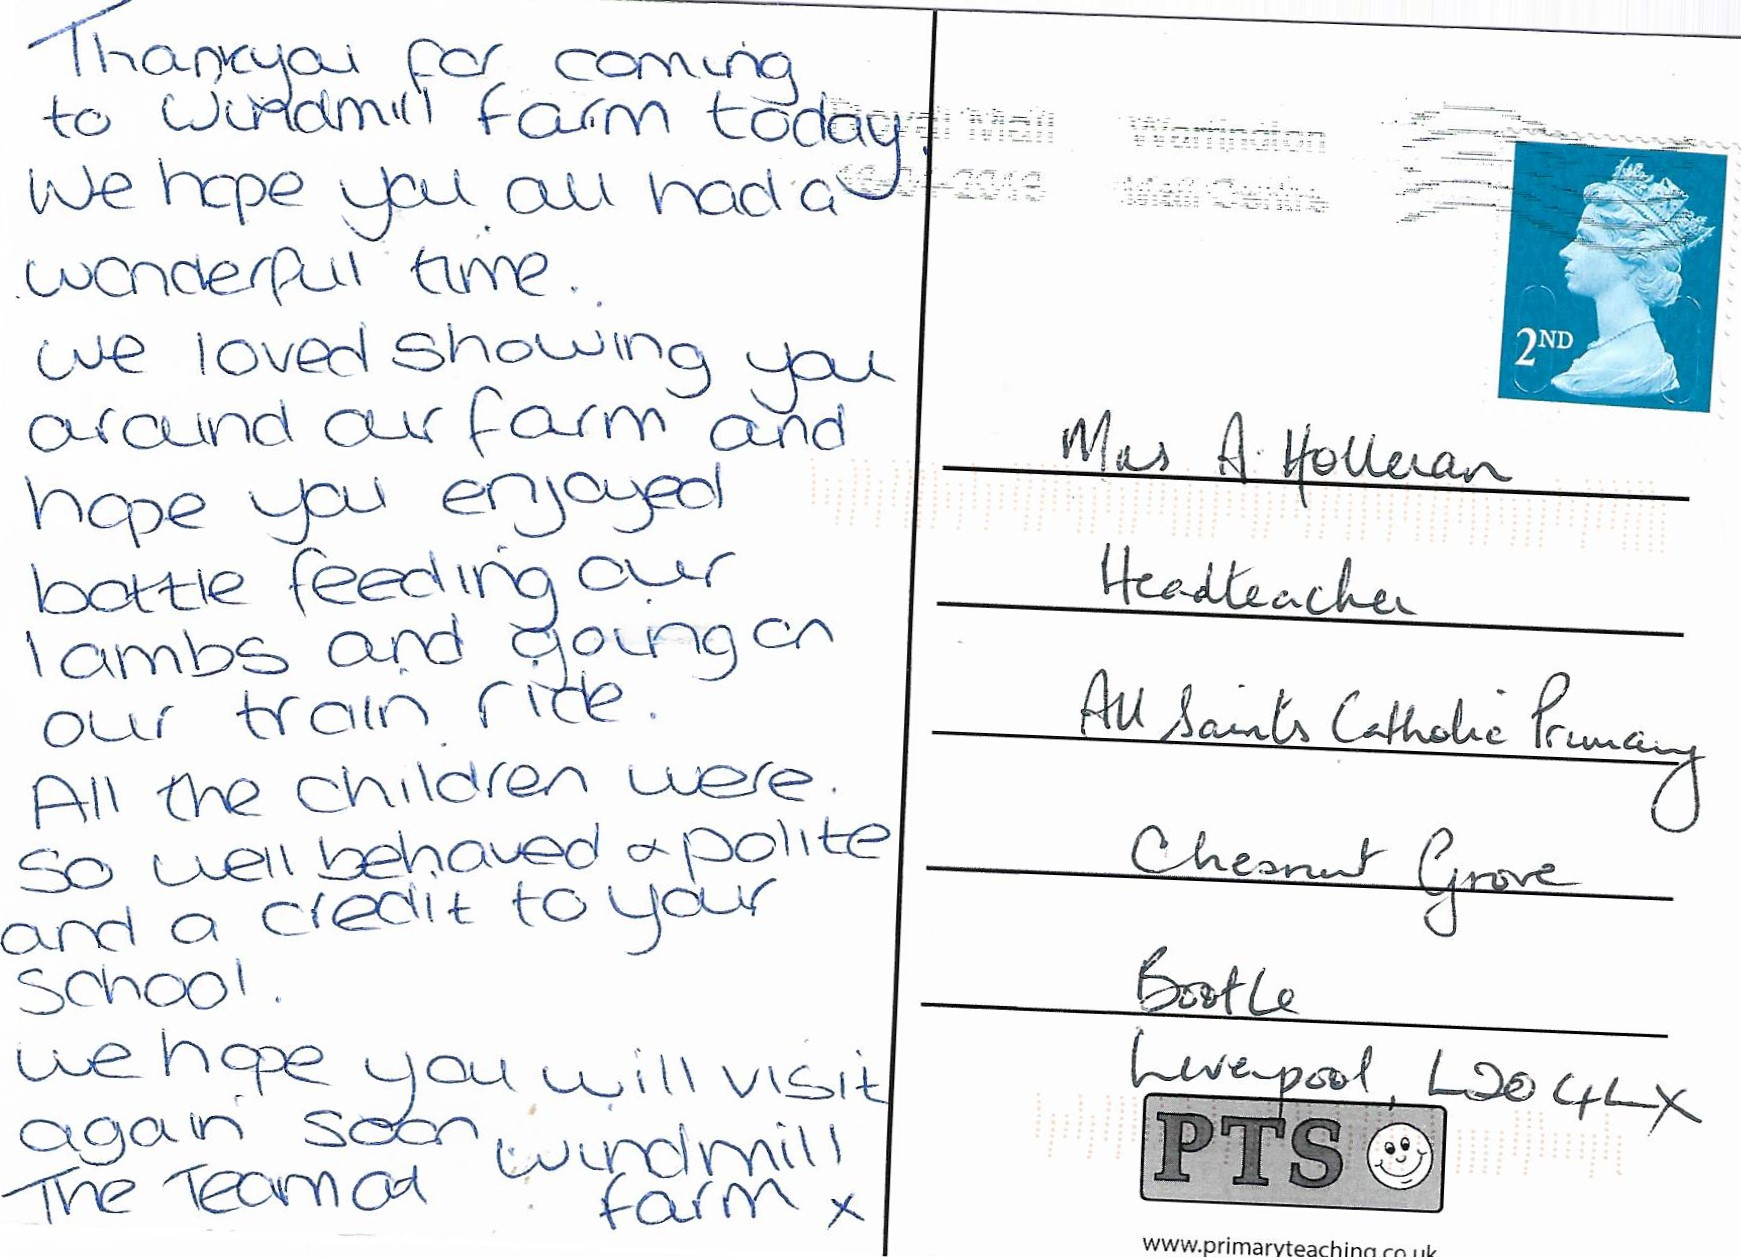 Thankyou for coming
to Windmill farm today.
We hope you all had a
wonderfull time.
we loved showing you
around our farm and
hope you enjoyed
bottle feeding our
lambs and going on
our train ride.
All the children were.
so well behaved & polite
and a credit to your
school.
we hope you will visit
again soon
The Team at windmill
farm x
Royal Mail Warrington
2019 Mail Centre
2ND
Mrs A. Holleran
Headteacher
All Saints Catholic Primary
Chesnut Grove
Bootle
Liverpool, L20 4LX
PTS
www.primaryteaching.co.uk